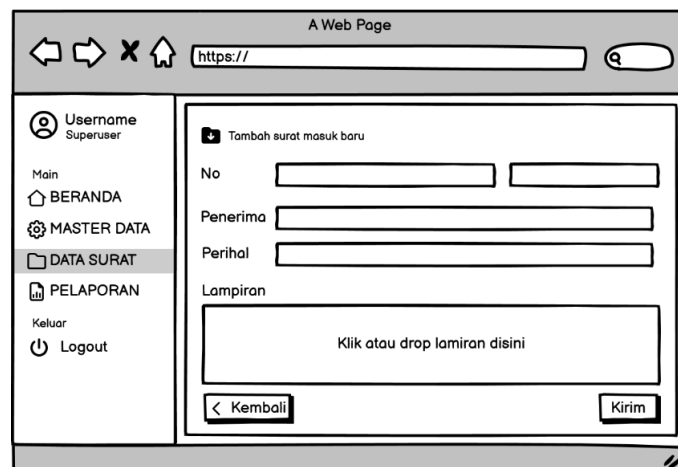 A Web Page
https://
Username
Superuser
Main
BERANDA
MASTER DATA
DATA SURAT
PELAPORAN
Keluar
Logout
Tambah surat masuk baru
No
Penerima
Perihal
Lampiran
Klik atau drop lamiran disini
Kembali
Kirim